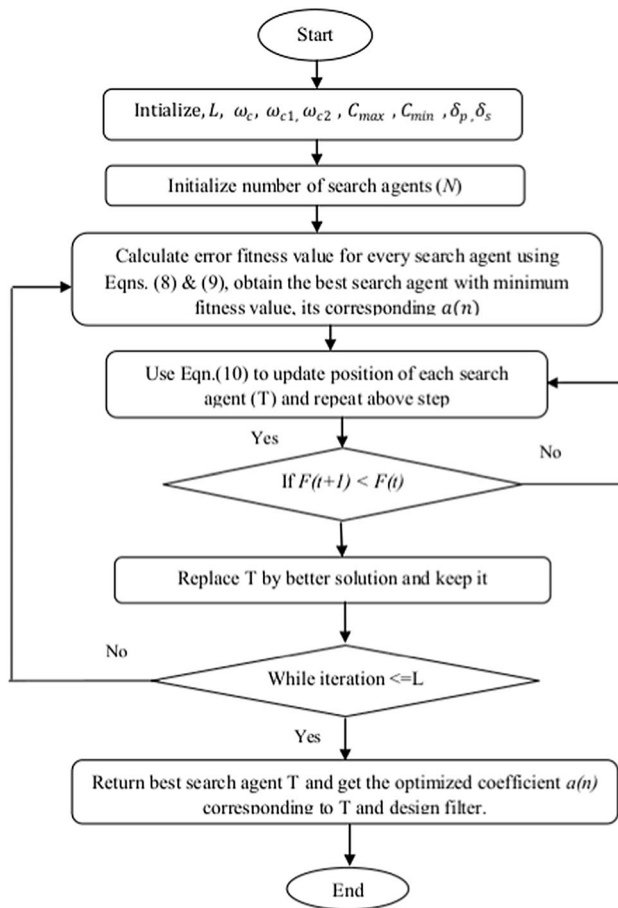 Start
Intialize, L, ω_c, ω_c1, ω_c2 , C_max , C_min , δ_p, δ_s
Initialize number of search agents (N)
Calculate error fitness value for every search agent using
Eqns. (8) & (9), obtain the best search agent with minimum
fitness value, its corresponding a(n)
Use Eqn.(10) to update position of each search
agent (T) and repeat above step
Yes
No
If F(t+1) < F(t)
Replace T by better solution and keep it
No
While iteration <=L
Yes
Return best search agent T and get the optimized coefficient a(n)
corresponding to T and design filter.
End